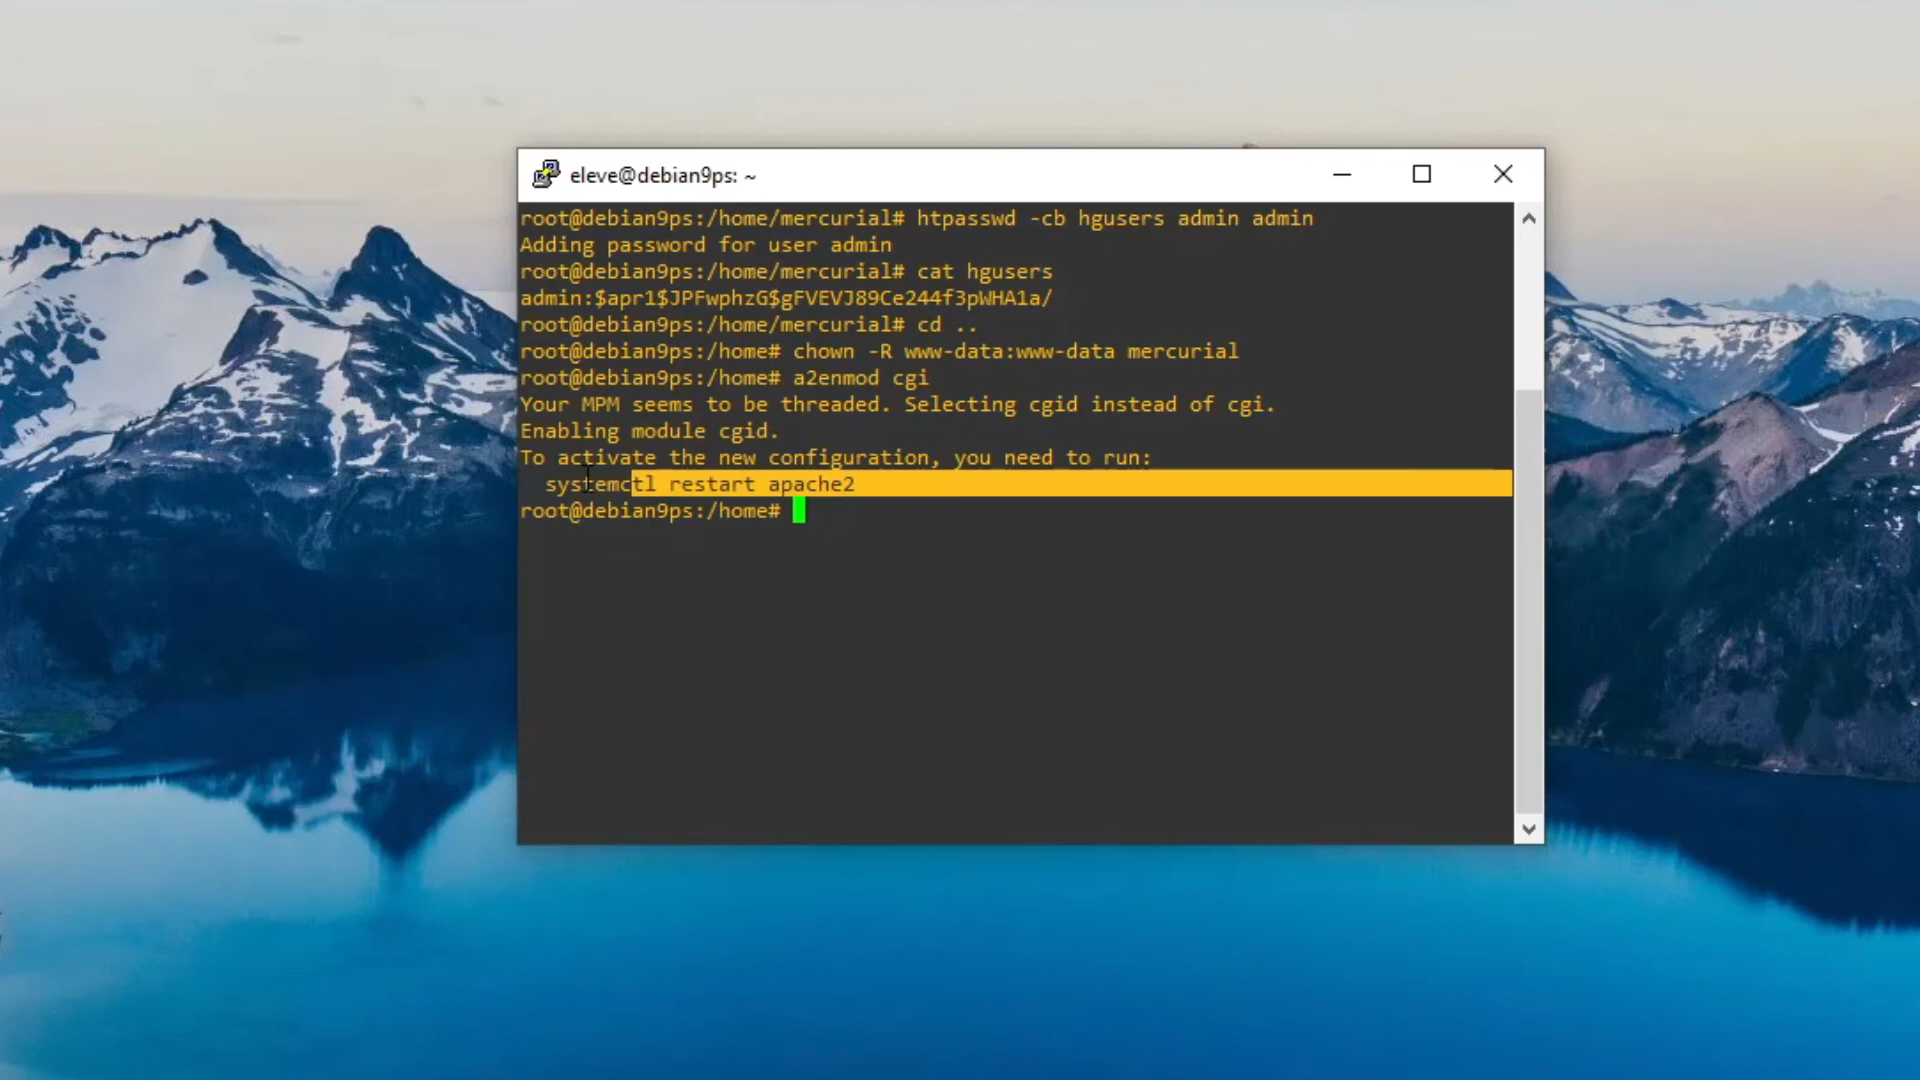 eleve@debian9ps: ~
root@debian9ps:/home/mercurial# htpasswd -cb hgusers admin admin
Adding password for user admin
root@debian9ps:/home/mercurial# cat hgusers
admin:$apr1$JPFwphzG$gFVEVJ89Ce244f3pWHA1a/
root@debian9ps:/home/mercurial# cd ..
root@debian9ps:/home# chown -R www-data:www-data mercurial
root@debian9ps:/home# a2enmod cgi
Your MPM seems to be threaded. Selecting cgid instead of cgi.
Enabling module cgid.
To activate the new configuration, you need to run:
  systemctl restart apache2
root@debian9ps:/home#